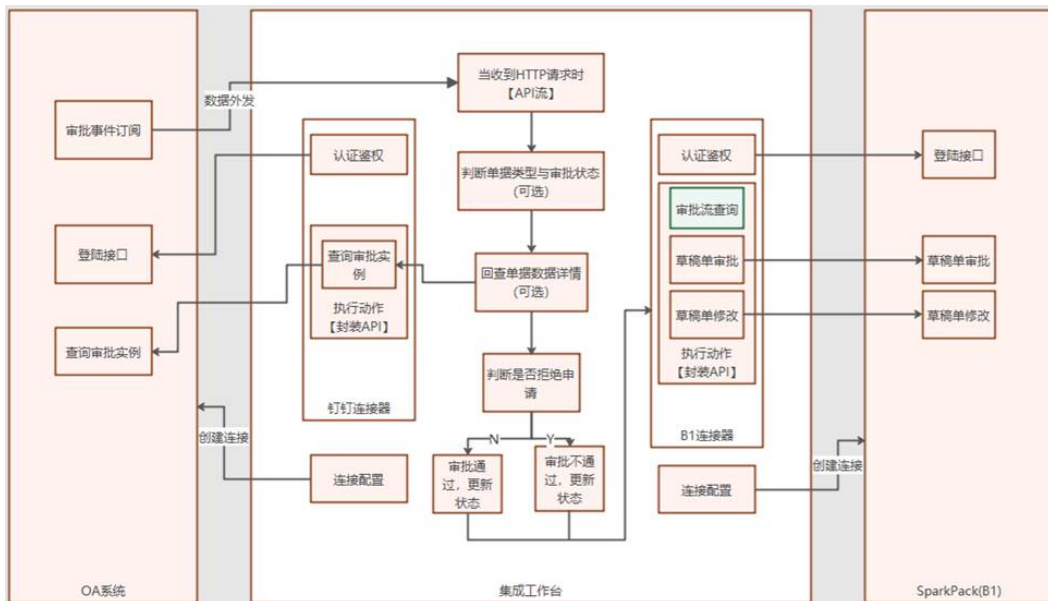 当收到HTTP请求时
【API流】
数据外发
审批事件订阅
认证鉴权
判断单据类型与审批状态
(可选)
认证鉴权
登陆接口
审批流查询
登陆接口
查询审批实
例
回查单据数据详情
(可选)
草稿单审批
草稿单审批
执行动作
【封装API】
草稿单修改
草稿单修改
查询审批实例
判断是否拒绝申
请
执行动作
【封装API】
钉钉连接器
B1连接器
创建连接
N
Y
审批通
过，更新
状态
审批不通
过，更新
状态
创建连接
连接配置
连接配置
OA系统
集成工作台
SparkPack(B1)